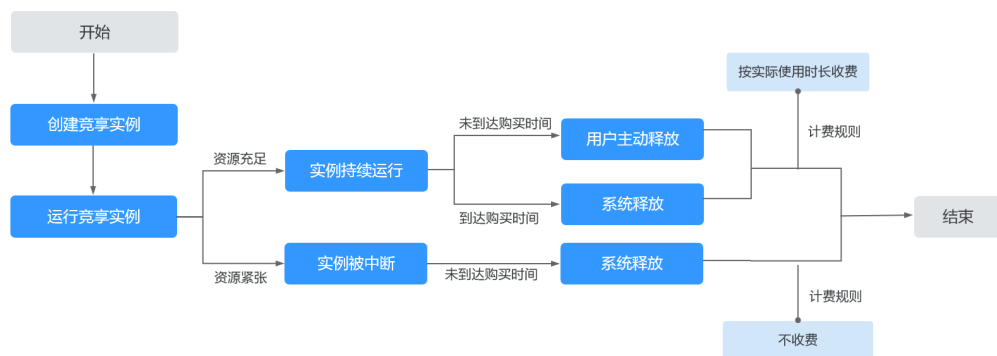 开始
创建竞享实例
运行竞享实例
资源充足
实例持续运行
未到达购买时间
用户主动释放
到达购买时间
系统释放
按实际使用时长收费
计费规则
资源紧张
实例被中断
未到达购买时间
系统释放
计费规则
不收费
结束